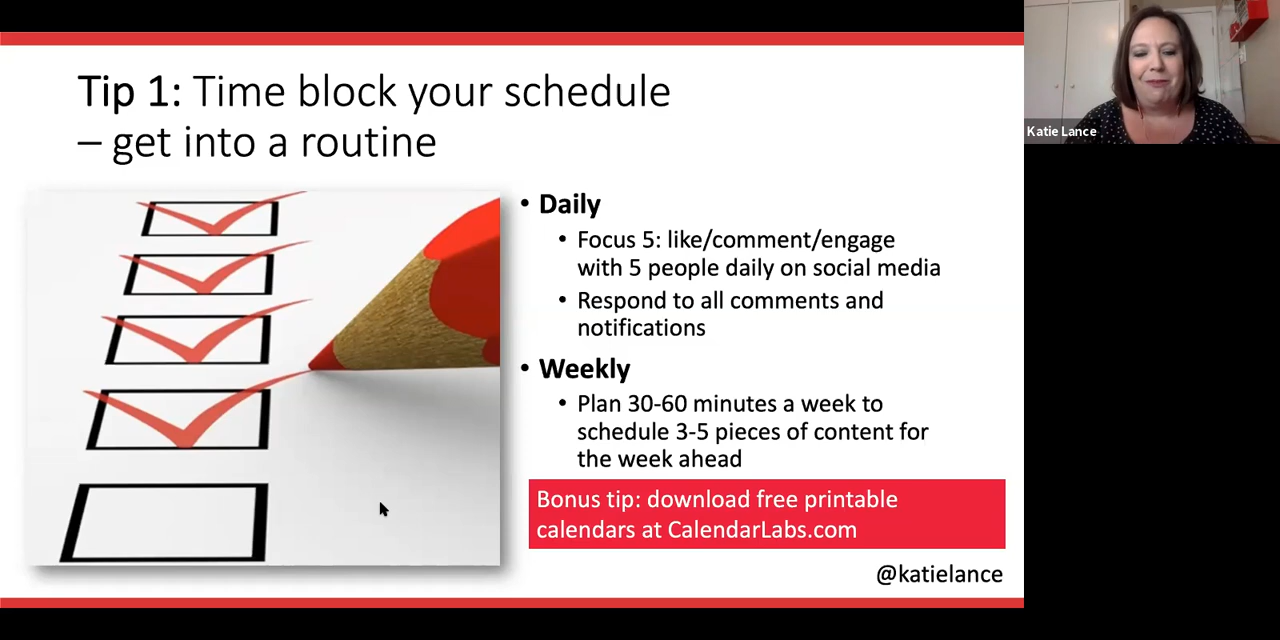 Tip 1: Time block your schedule
– get into a routine
• Daily
• Focus 5: like/comment/engage
with 5 people daily on social media
• Respond to all comments and
notifications
• Weekly
• Plan 30-60 minutes a week to
schedule 3-5 pieces of content for
the week ahead
Bonus tip: download free printable
calendars at CalendarLabs.com
@katielance
Katie Lance